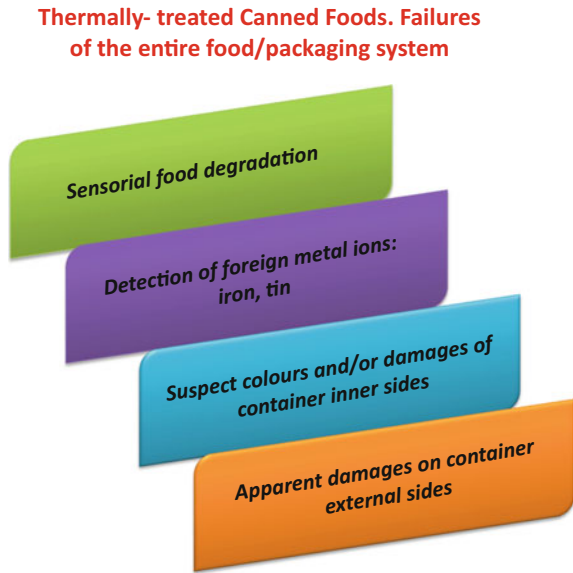 Thermally- treated Canned Foods. Failures
of the entire food/packaging system
Sensorial food degradation
Detection of foreign metal ions:
iron, tin
Suspect colours and/or damages of
container inner sides
Apparent damages on container
external sides